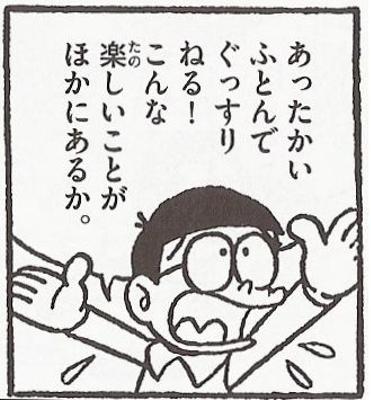 あったかい
ふとんで
ぐっすり
ねる！
こんな
楽しいことが
ほかにあるか。